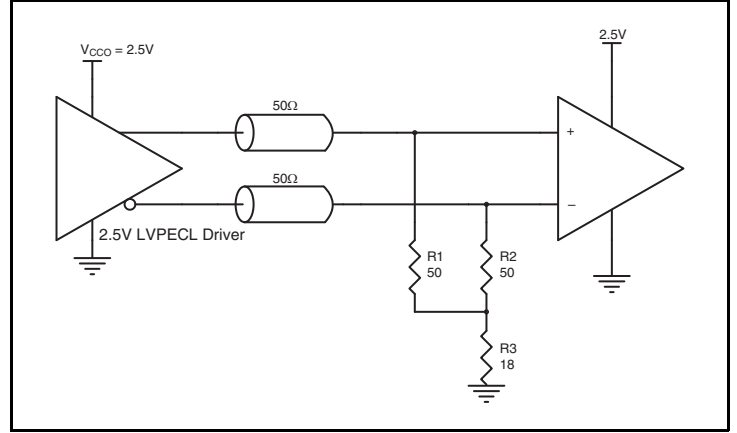 V_CCO = 2.5V
2.5V
50Ω
+
50Ω
–
2.5V LVPECL Driver
R1
50
R2
50
R3
18